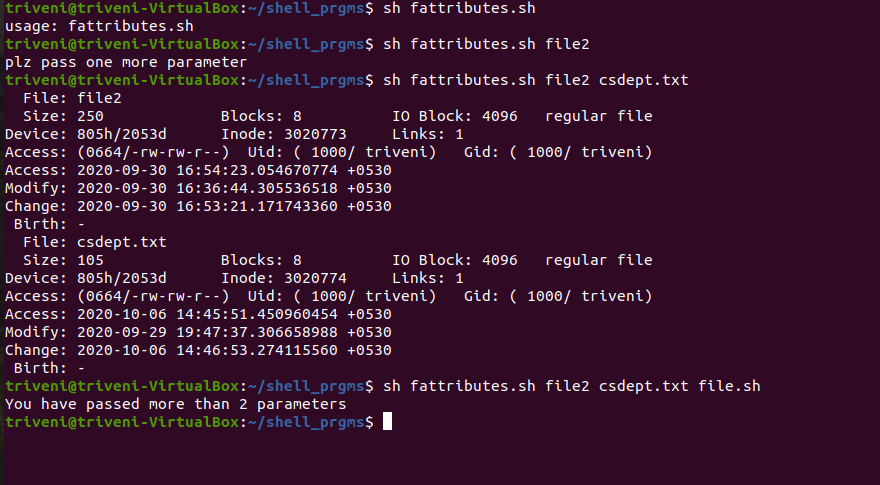 triveni@triveni-VirtualBox:~/shell_prgms$ sh fattributes.sh
usage: fattributes.sh
triveni@triveni-VirtualBox:~/shell_prgms$ sh fattributes.sh file2
plz pass one more parameter
triveni@triveni-VirtualBox:~/shell_prgms$ sh fattributes.sh file2 csdept.txt
  File: file2
  Size: 250             Blocks: 8          IO Block: 4096   regular file
Device: 805h/2053d      Inode: 3020773     Links: 1
Access: (0664/-rw-rw-r--)  Uid: ( 1000/ triveni)   Gid: ( 1000/ triveni)
Access: 2020-09-30 16:54:23.054670774 +0530
Modify: 2020-09-30 16:36:44.305536518 +0530
Change: 2020-09-30 16:53:21.171743360 +0530
 Birth: -
  File: csdept.txt
  Size: 105             Blocks: 8          IO Block: 4096   regular file
Device: 805h/2053d      Inode: 3020774     Links: 1
Access: (0664/-rw-rw-r--)  Uid: ( 1000/ triveni)   Gid: ( 1000/ triveni)
Access: 2020-10-06 14:45:51.450960454 +0530
Modify: 2020-09-29 19:47:37.306658988 +0530
Change: 2020-10-06 14:46:53.274115560 +0530
 Birth: -
triveni@triveni-VirtualBox:~/shell_prgms$ sh fattributes.sh file2 csdept.txt file.sh
You have passed more than 2 parameters
triveni@triveni-VirtualBox:~/shell_prgms$